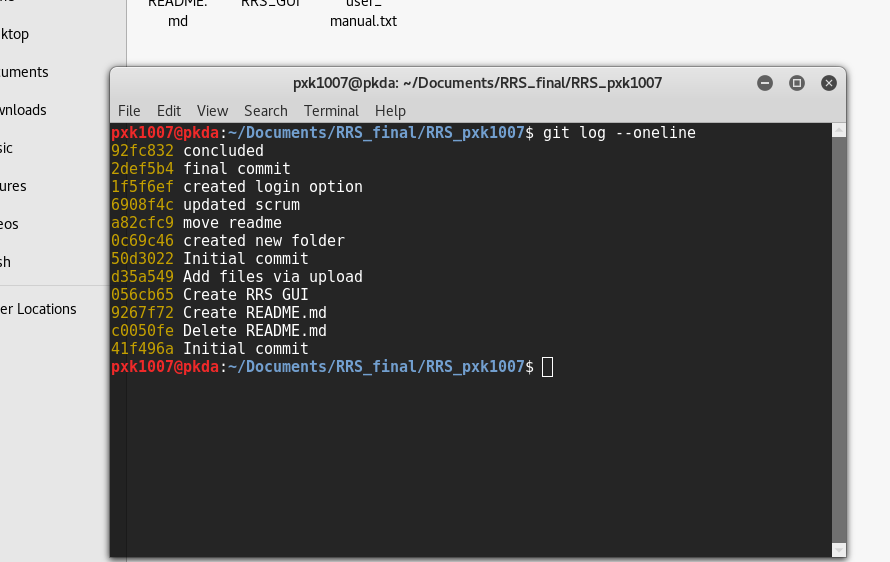 README. RRS_GUI user_
md manual.txt
ktop
uments
wnloads
sic
ures
eos
sh
er Locations
pxk1007@pkda: ~/Documents/RRS_final/RRS_pxk1007
File Edit View Search Terminal Help
pxk1007@pkda:~/Documents/RRS_final/RRS_pxk1007$ git log --oneline
92fc832 concluded
2def5b4 final commit
1f5f6ef created login option
6908f4c updated scrum
a82cfc9 move readme
0c69c46 created new folder
50d3022 Initial commit
d35a549 Add files via upload
056cb65 Create RRS GUI
9267f72 Create README.md
c0050fe Delete README.md
41f496a Initial commit
pxk1007@pkda:~/Documents/RRS_final/RRS_pxk1007$